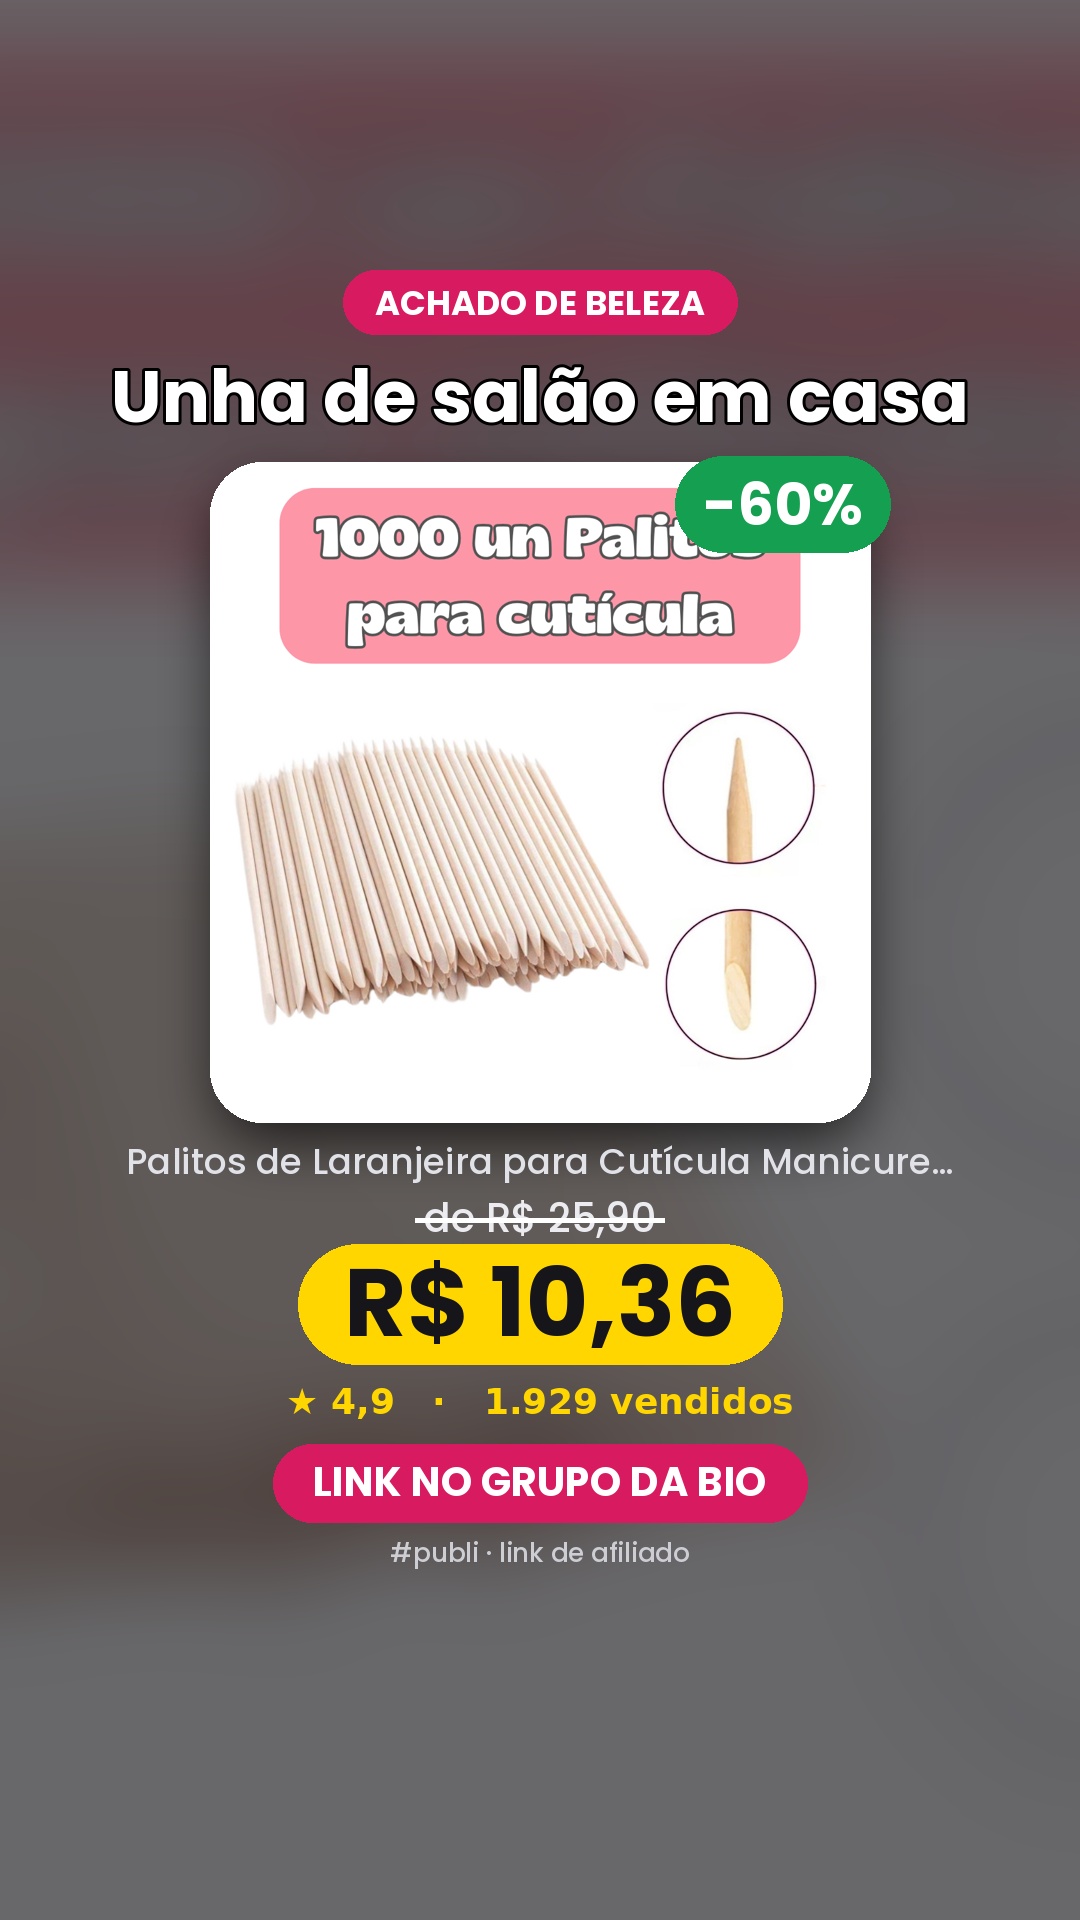 ACHADO DE BELEZA
Unha de salão em casa
-60%
1000 un Palitos
para cutícula
Palitos de Laranjeira para Cutícula Manicure...
de R$ 25,90
R$ 10,36
★ 4,9 · 1.929 vendidos
LINK NO GRUPO DA BIO
#publi · link de afiliado